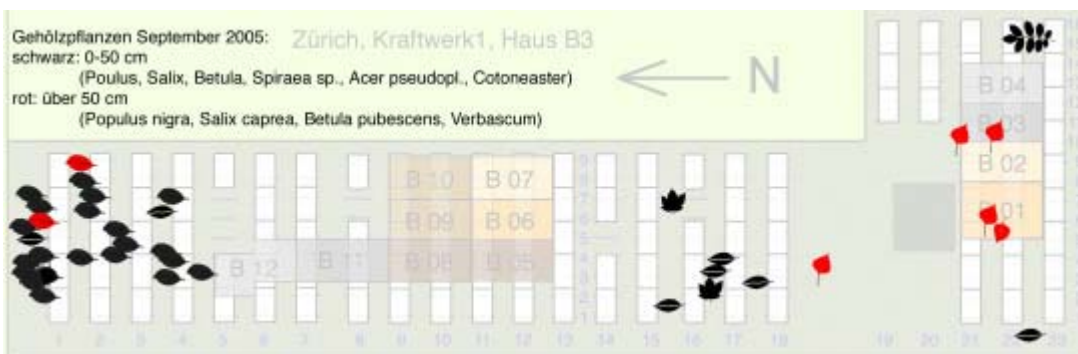 Gehölzpflanzen September 2005:
Zürich, Kraftwerk1, Haus B3
schwarz: 0-50 cm
(Poulus, Salix, Betula, Spiraea sp., Acer pseudopl., Cotoneaster)
rot: über 50 cm
(Populus nigra, Salix caprea, Betula pubescens, Verbascum)
N
B 04
B 03
B 02
B 01
B 10 B 07
B 09 B 06
B 12 B 11 B 08 B 05
1 2 3 4 5 6 7 8 9 10 11 12 13 14 15 16 17 18 19 20 21 22 23